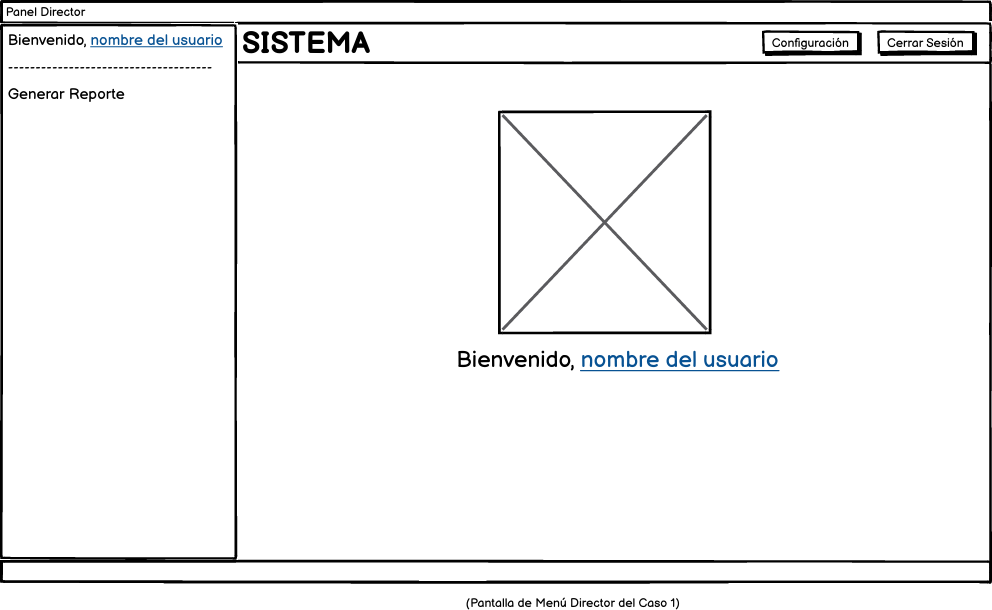 Panel Director
Bienvenido, nombre del usuario
-------------------------------------
Generar Reporte
SISTEMA
Configuración
Cerrar Sesión
Bienvenido, nombre del usuario
(Pantalla de Menú Director del Caso 1)